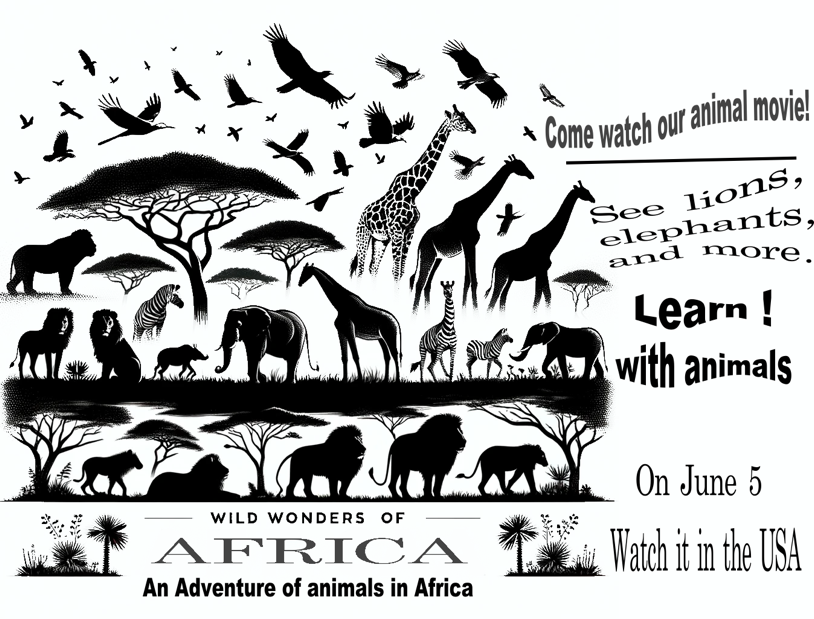 Come watch our animal movie!
See lions,
elephants,
and more.
Learn !
with animals
On June 5
Watch it in the USA
WILD WONDERS OF
AFRICA
An Adventure of animals in Africa